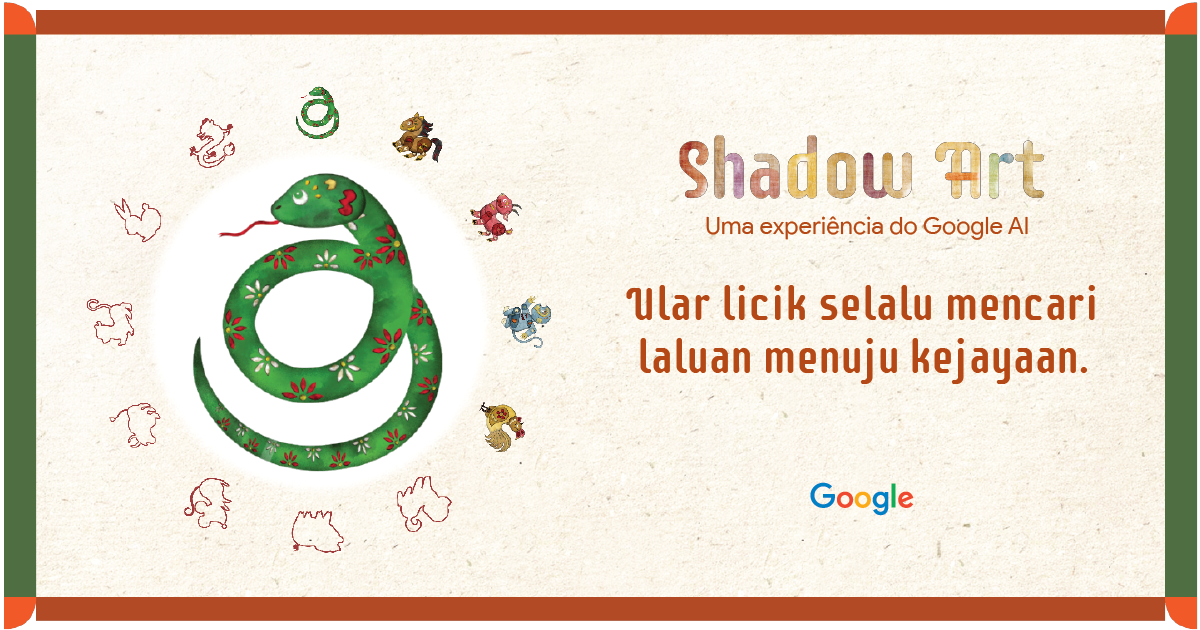 Shadow Art
Uma experiência do Google AI
Ular licik selalu mencari
laluan menuju kejayaan.
Google